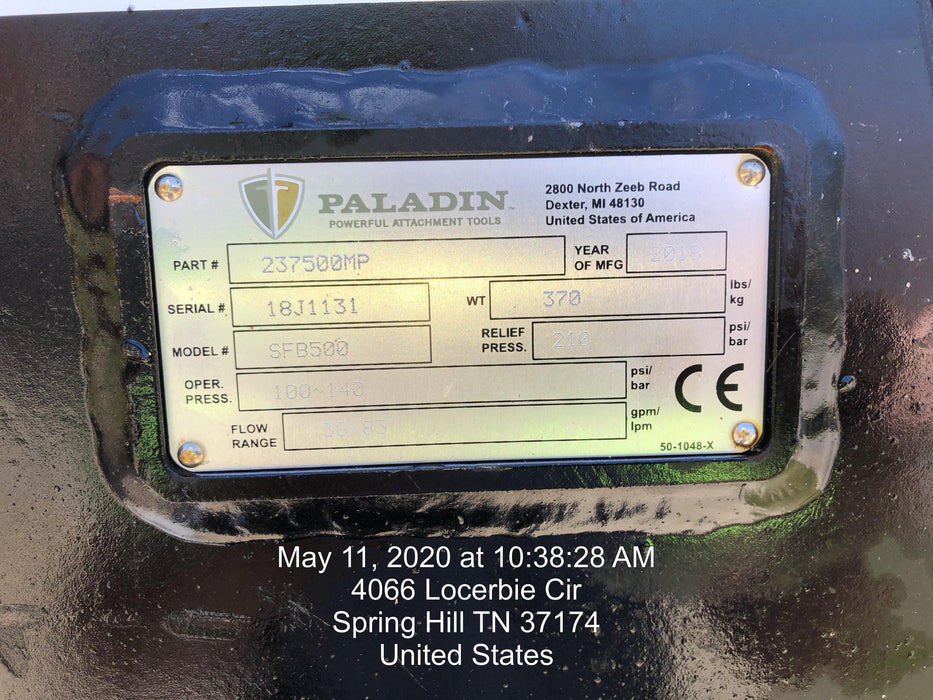 PALADIN™
POWERFUL ATTACHMENT TOOLS
2800 North Zeeb Road
Dexter, MI 48130
United States of America
PART # 237500MP
YEAR OF MFG 2018
SERIAL # 18J1131
WT 370 lbs/ kg
MODEL # SFB500
RELIEF PRESS. 210 psi/ bar
OPER. PRESS. 100~140 psi/ bar
FLOW RANGE gpm/ lpm
CE
50-1048-X
May 11, 2020 at 10:38:28 AM
4066 Locerbie Cir
Spring Hill TN 37174
United States